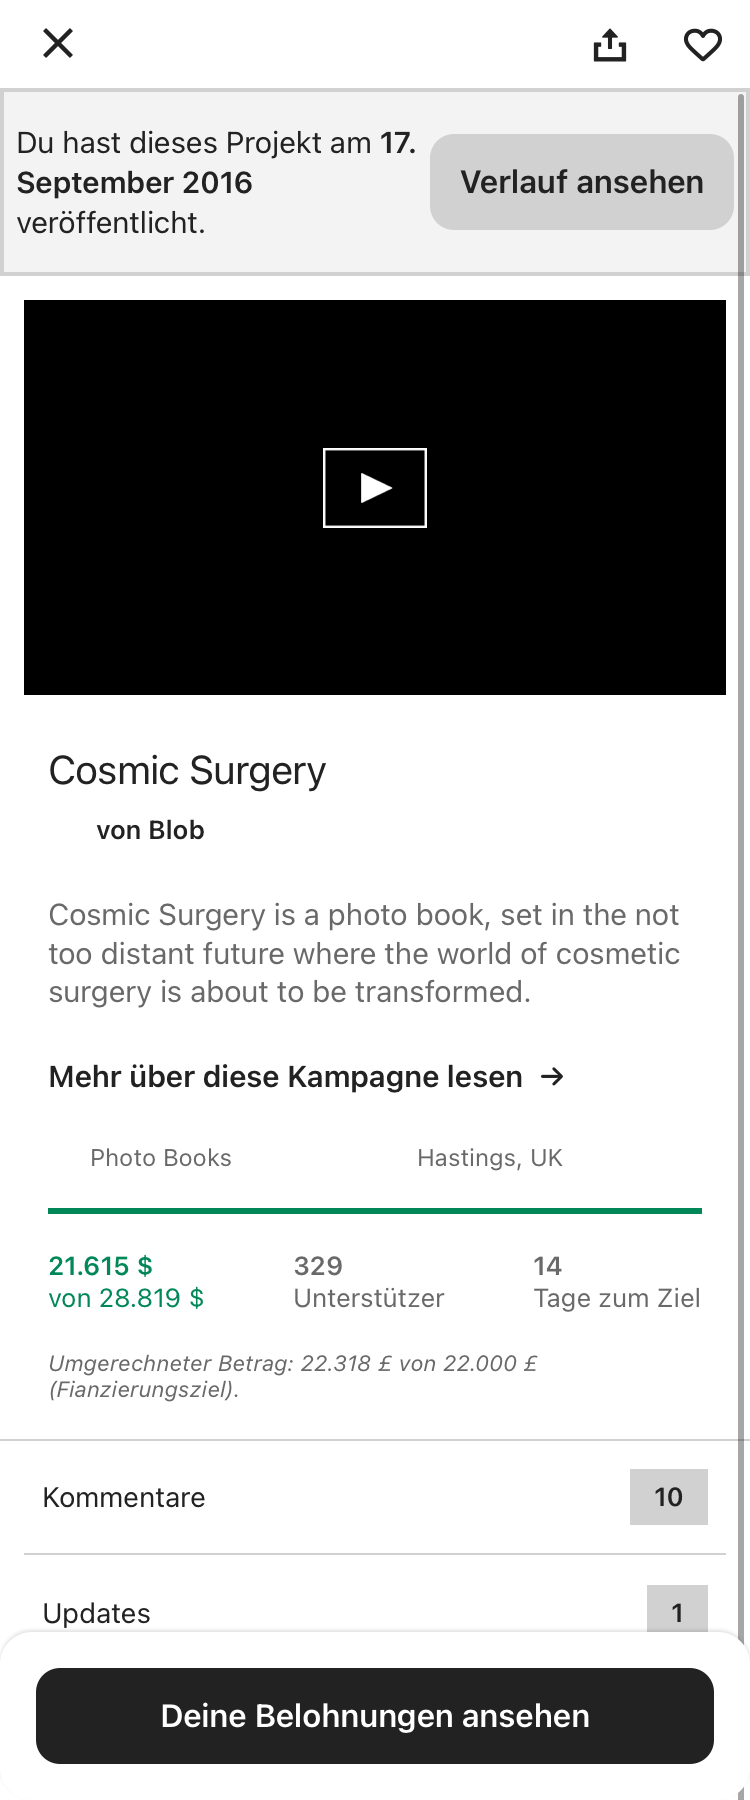 Du hast dieses Projekt am 17.
September 2016
veröffentlicht.
Verlauf ansehen
Cosmic Surgery
von Blob
Cosmic Surgery is a photo book, set in the not
too distant future where the world of cosmetic
surgery is about to be transformed.
Mehr über diese Kampagne lesen →
Photo Books
Hastings, UK
21.615 $
von 28.819 $
329
Unterstützer
14
Tage zum Ziel
Umgerechneter Betrag: 22.318 £ von 22.000 £
(Fianzierungsziel).
Kommentare
10
Updates
1
Deine Belohnungen ansehen